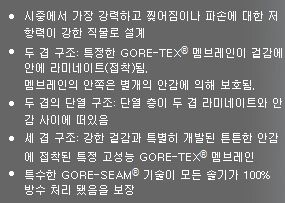 • 시중에서 가장 강력하고 찢어짐이나 파손에 대한 저
항력이 강한 직물로 설계
• 두 겹 구조: 특정한 GORE-TEX® 멤브레인이 겉감에
안에 라미네이트(접착)됨.
멤브레인의 안쪽은 별개의 안감에 의해 보호됨.
• 두 겹의 단열 구조: 단열 층이 두 겹 라미네이트와 안
감 사이에 떠있음
• 세 겹 구조: 강한 겉감과 특별히 개발된 튼튼한 안감
에 접착된 특정 고성능 GORE-TEX® 멤브레인
• 특수한 GORE-SEAM® 기술이 모든 솔기가 100%
방수 처리 됐음을 보장